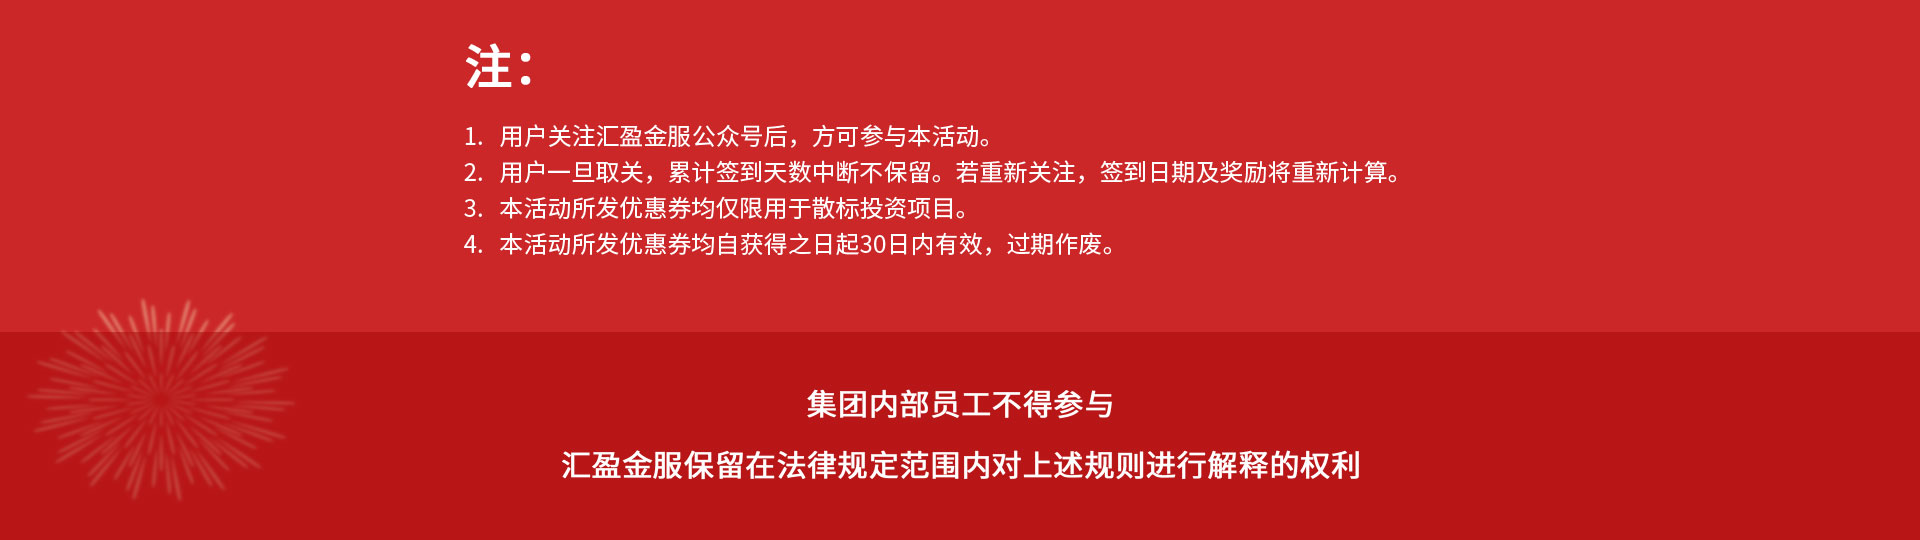 注：
1. 用户关注汇盈金服公众号后，方可参与本活动。
2. 用户一旦取关，累计签到天数中断不保留。若重新关注，签到日期及奖励将重新计算。
3. 本活动所发优惠券均仅限用于散标投资项目。
4. 本活动所发优惠券均自获得之日起30日内有效，过期作废。
集团内部员工不得参与
汇盈金服保留在法律规定范围内对上述规则进行解释的权利